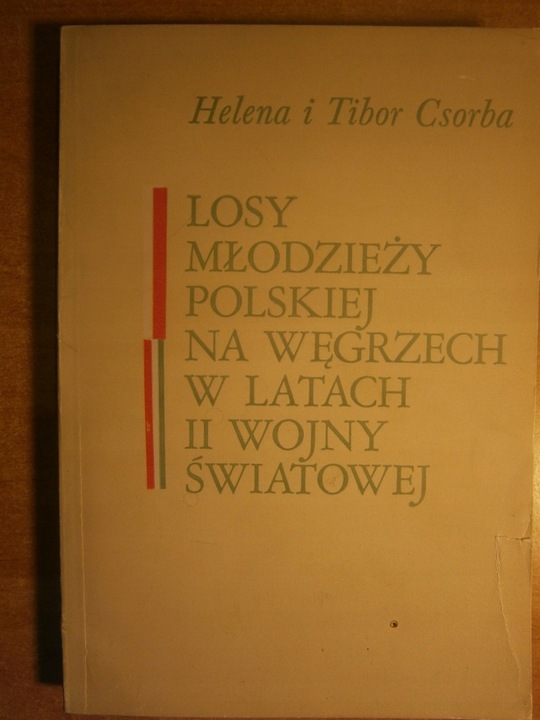 Helena i Tibor Csorba
LOSY
MŁODZIEŻY
POLSKIEJ
NA WĘGRZECH
W LATACH
II WOJNY
ŚWIATOWEJ